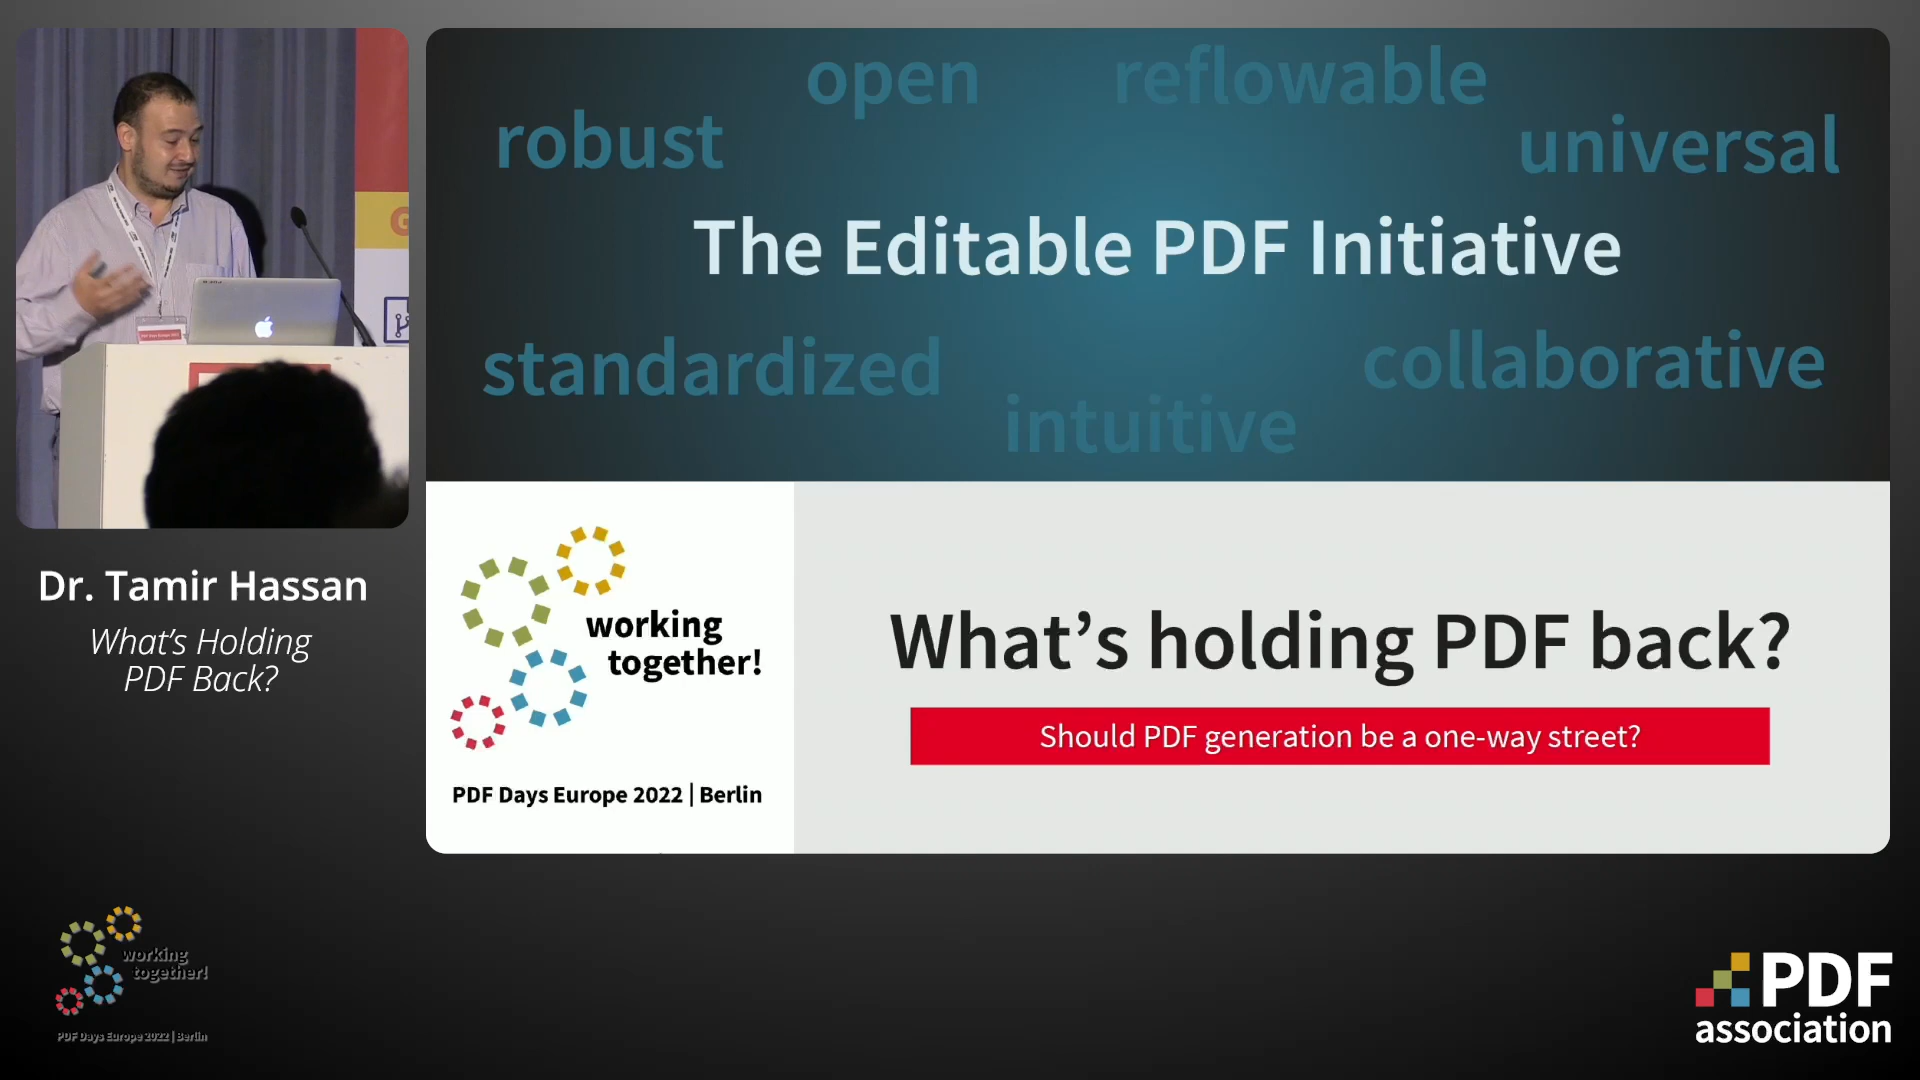 open reflowable
robust universal
The Editable PDF Initiative
standardized collaborative
intuitive
working
together!
PDF Days Europe 2022 | Berlin
What's holding PDF back?
Should PDF generation be a one-way street?
Dr. Tamir Hassan
What's Holding
PDF Back?
working
together!
PDF Days Europe 2022 | Berlin
PDF
association